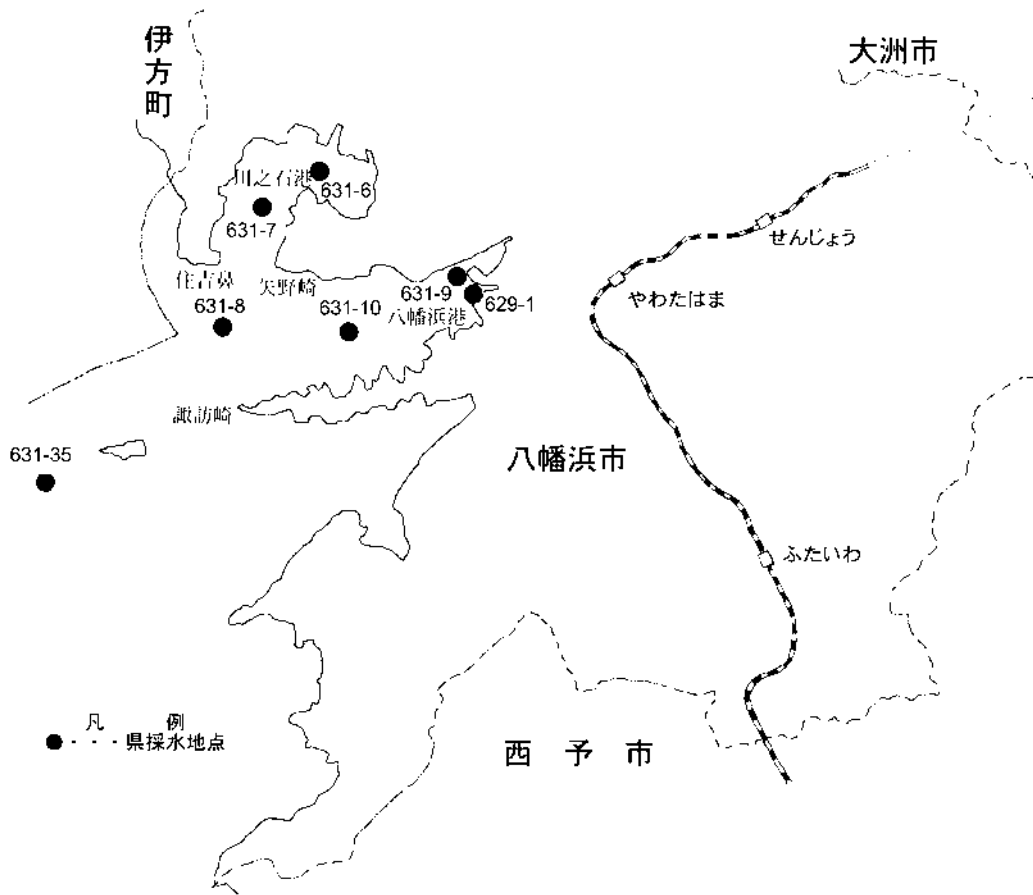 伊方町
大洲市
川之石港
631-6
631-7
せんじょう
住吉鼻
矢野崎
631-9
629-1
やわたはま
631-8
631-10
八幡浜港
諏訪崎
631-35
八幡浜市
ふたいわ
凡 例
・・・県採水地点
西 予 市